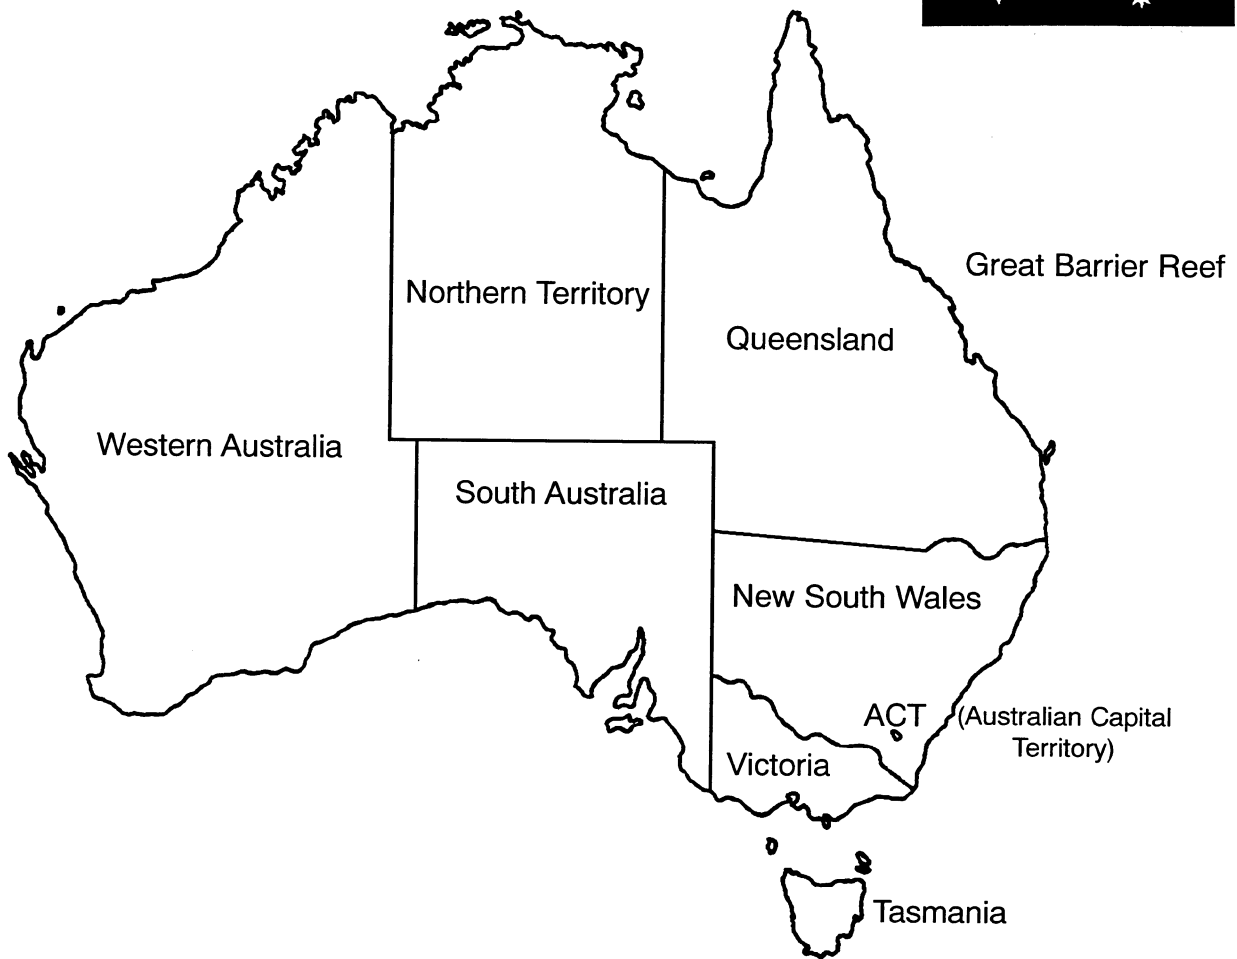 Great Barrier Reef
Northern Territory
Queensland
Western Australia
South Australia
New South Wales
ACT (Australian Capital
Territory)
Victoria
Tasmania